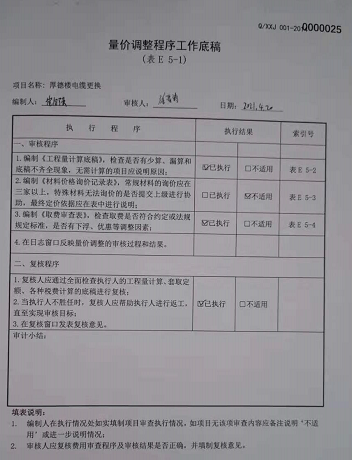 Q/XXJ 001-20 Q000025
量价调整程序工作底稿
(表 E 5-1)
项目名称: 厚德楼电缆更换
编制人: 审核人: 日期: 2021.4.20
执 行 程 序 执行结果 索引号
一、审核程序
1.编制《工程量计算底稿》，检查是否有少算、漏算和
底稿不齐全现象，无需计算的项目应说明原因； ☑已执行 □不适用 表 E 5-2
2.编制《材料价格询价记录表》，常规材料的询价应在
三家以上，特殊材料无法询价的是否提交上级进行协
助，最终定价依据应在表中进行说明； □已执行 ☑不适用 表 E 5-3
3.编制《取费审查表》，检查取费是否符合约定或法规
规定标准，是否有下浮、优惠等调整因素； ☑已执行 □不适用 表 E 5-4
4.在日志窗口反映量价调整的审核过程和结果。
二、复核程序
1.复核人应通过全面检查执行人的工程量计算、套取定
额、各种税费计算的底稿进行复核；
2.当执行人不胜任时，复核人应帮助执行人进行返工，
直至实现审核目标； ☑已执行 □不适用
3.在复核窗口发表复核意见。
审计小结：
填表说明：
1. 编制人在执行情况处如实填制项目审查执行情况，如项目无该项审查内容应备注说明“不适
用”或进一步说明情况；
2. 审核人应复核费用审查程序及审核结果是否正确，并填制复核意见。